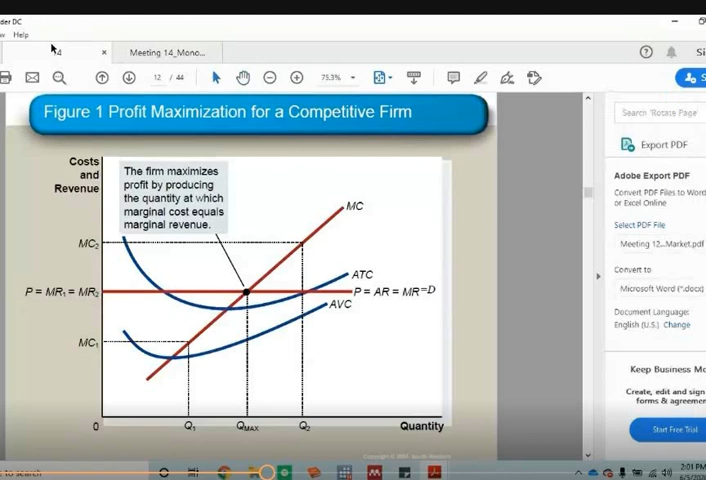 der DC
w Help
Meeting 14_Mono...
12 / 44
75.3%
Figure 1 Profit Maximization for a Competitive Firm
Costs
and
Revenue
The firm maximizes
profit by producing
the quantity at which
marginal cost equals
marginal revenue.
MC
MC2
ATC
P = MR1 = MR2
P = AR = MR=D
AVC
MC1
0
Q1
QMAX
Q2
Quantity
Search 'Rotate Page'
Export PDF
Adobe Export PDF
Convert PDF Files to Word
or Excel Online
Select PDF File
Meeting 12...Market.pdf
Convert to
Microsoft Word (*.docx)
Document Language:
English (U.S.) Change
Keep Business Mo
Create, edit and sign
forms & agreemen
Start Free Trial
to search
2:01 PM